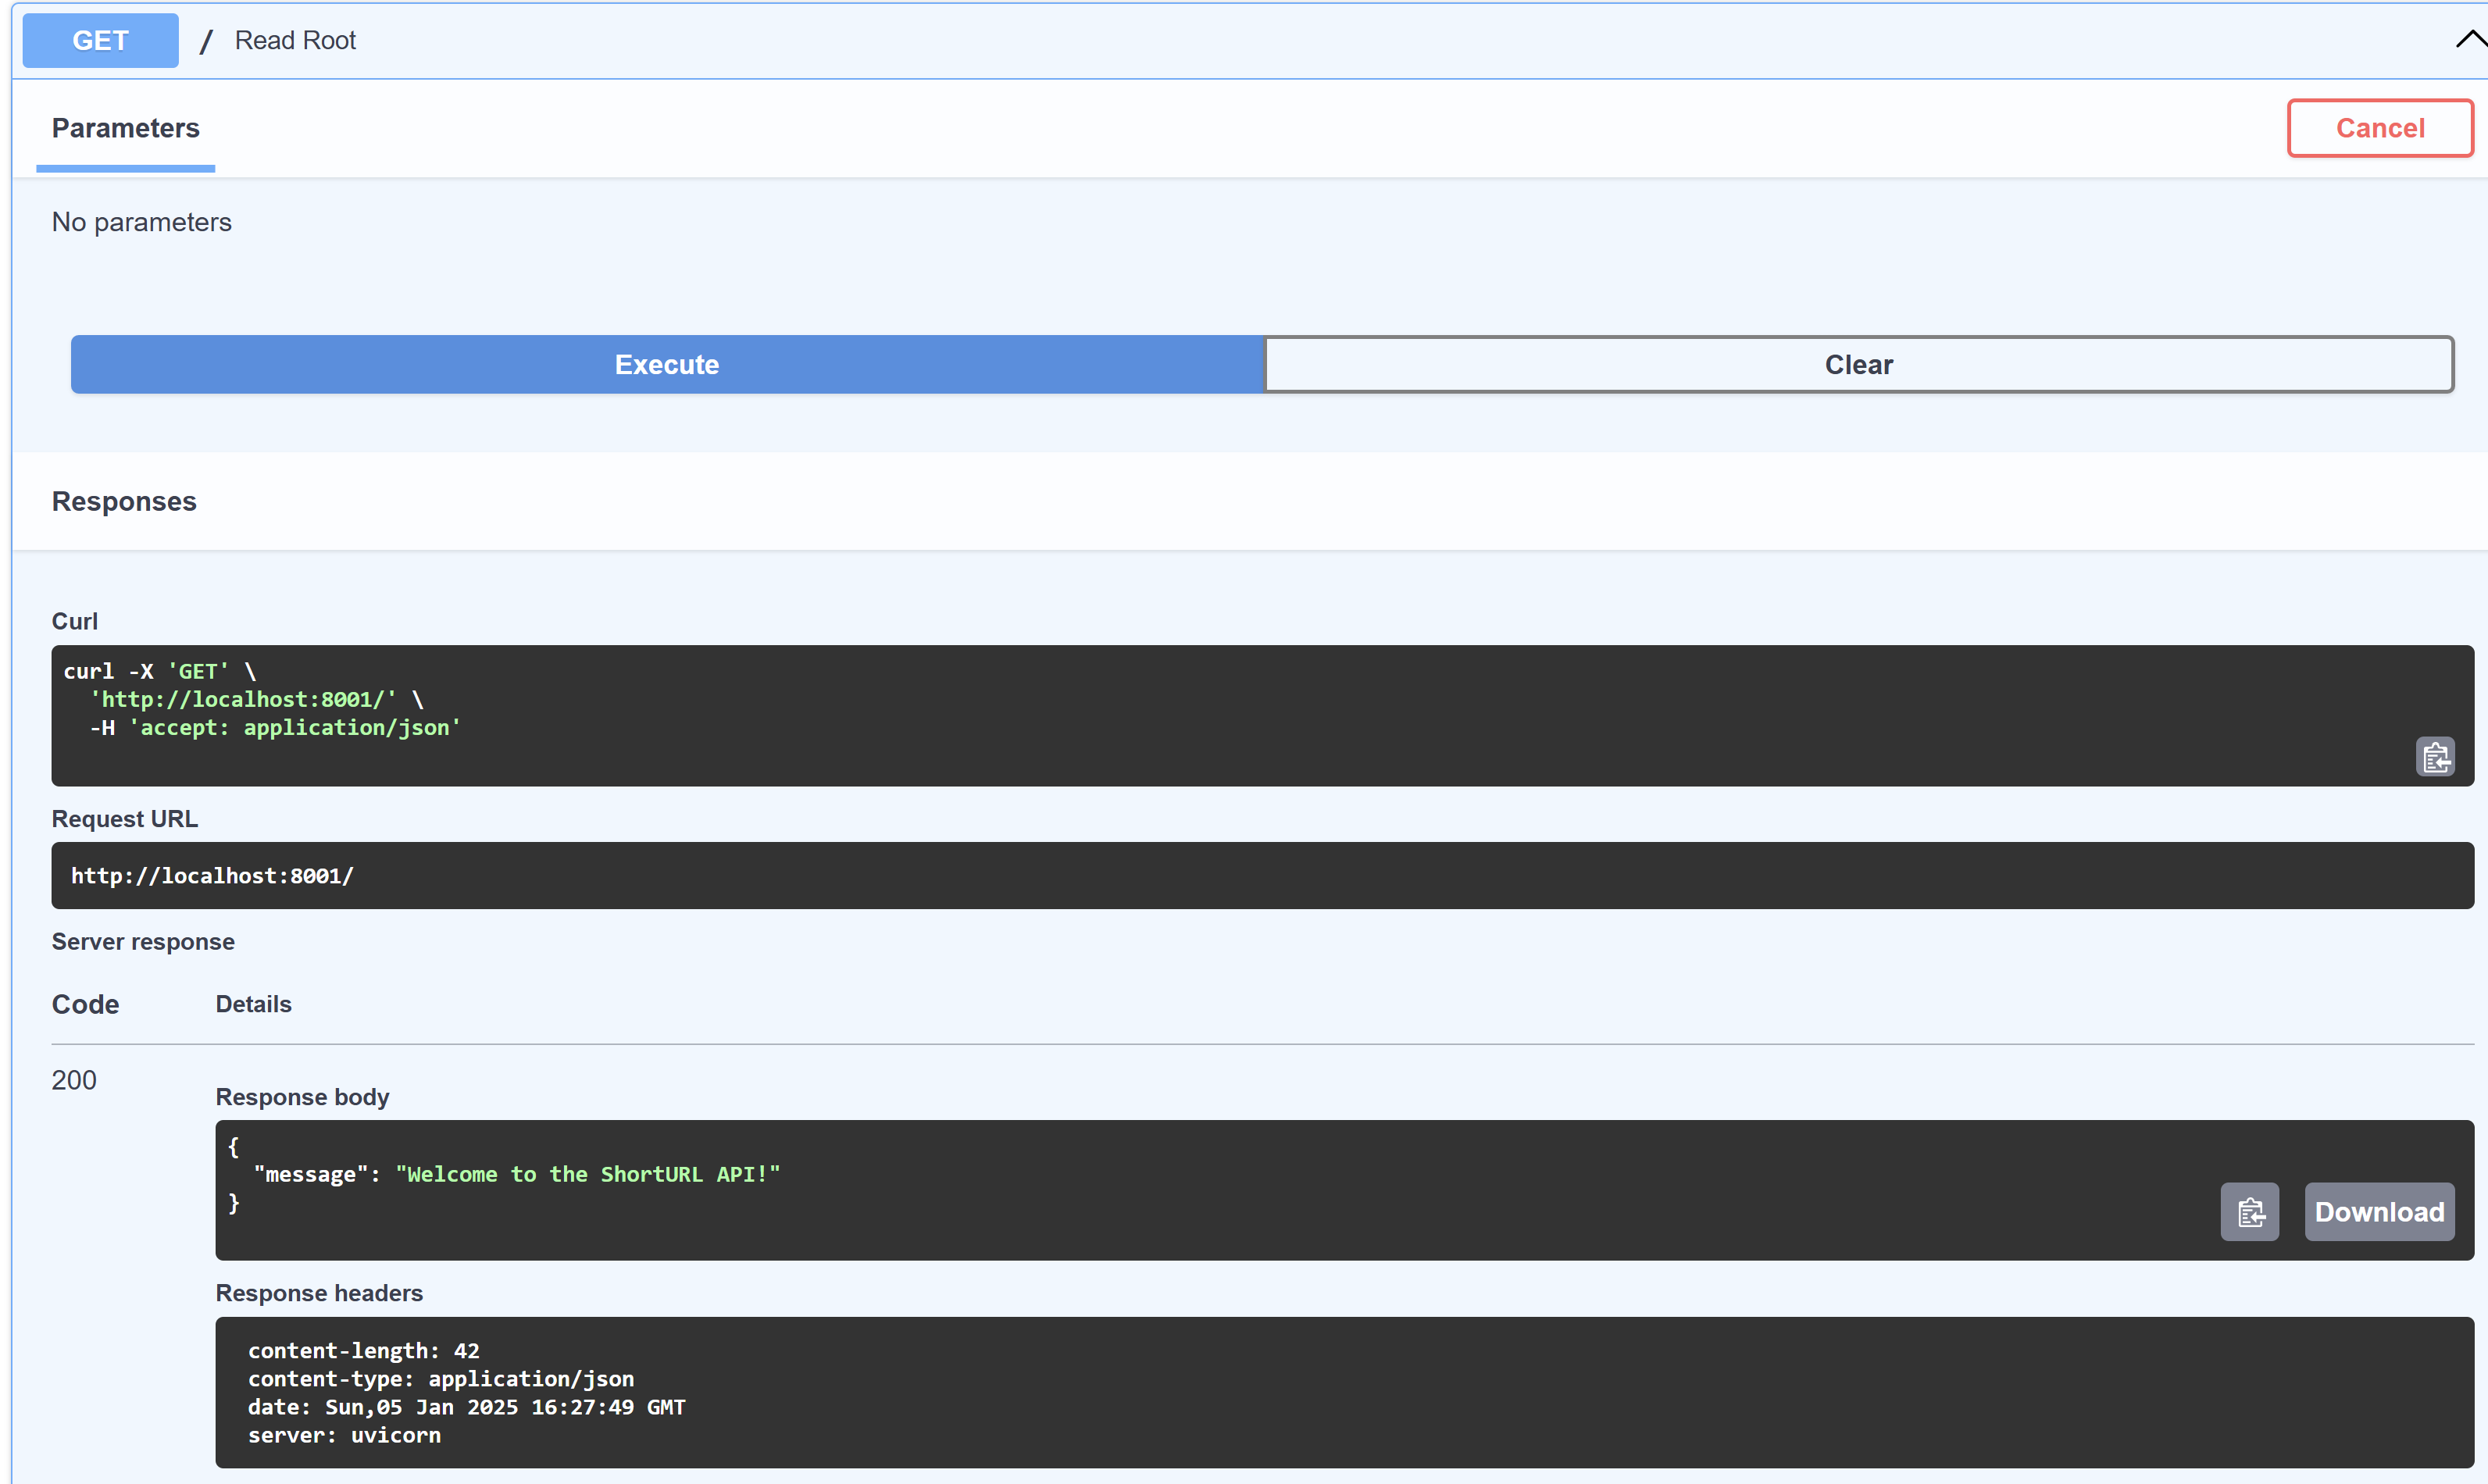 GET / Read Root
Parameters
Cancel
No parameters
Execute
Clear
Responses
Curl
curl -X 'GET' \
  'http://localhost:8001/' \
  -H 'accept: application/json'
Request URL
http://localhost:8001/
Server response
Code Details
200
Response body
{
  "message": "Welcome to the ShortURL API!"
}
Download
Response headers
content-length: 42
content-type: application/json
date: Sun,05 Jan 2025 16:27:49 GMT
server: uvicorn